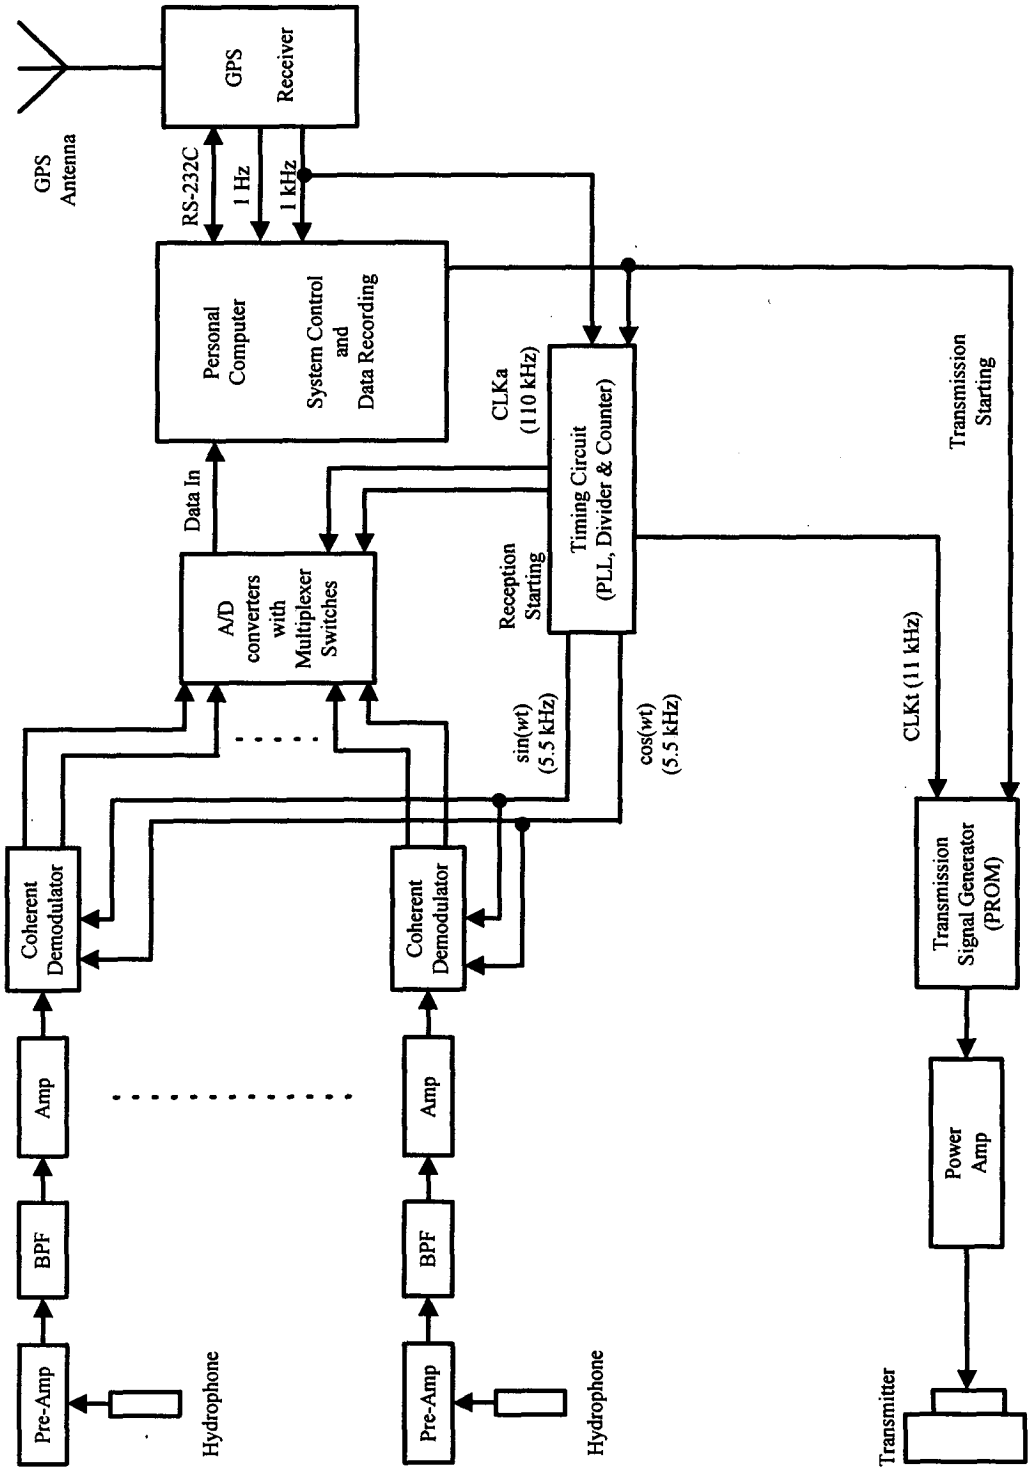 GPS
Antenna
GPS
Receiver
RS-232C
1 Hz
1 kHz
Personal
Computer
System Control
and
Data Recording
Data In
A/D
converters
with
Multiplexer
Switches
CLKa
(110 kHz)
Reception
Starting
Timing Circuit
(PLL, Divider & Counter)
sin(wt)
(5.5 kHz)
cos(wt)
(5.5 kHz)
Transmission
Starting
CLKt (11 kHz)
Coherent
Demodulator
Amp
BPF
Pre-Amp
Hydrophone
Coherent
Demodulator
Amp
BPF
Pre-Amp
Hydrophone
Transmission
Signal Generator
(PROM)
Power
Amp
Transmitter